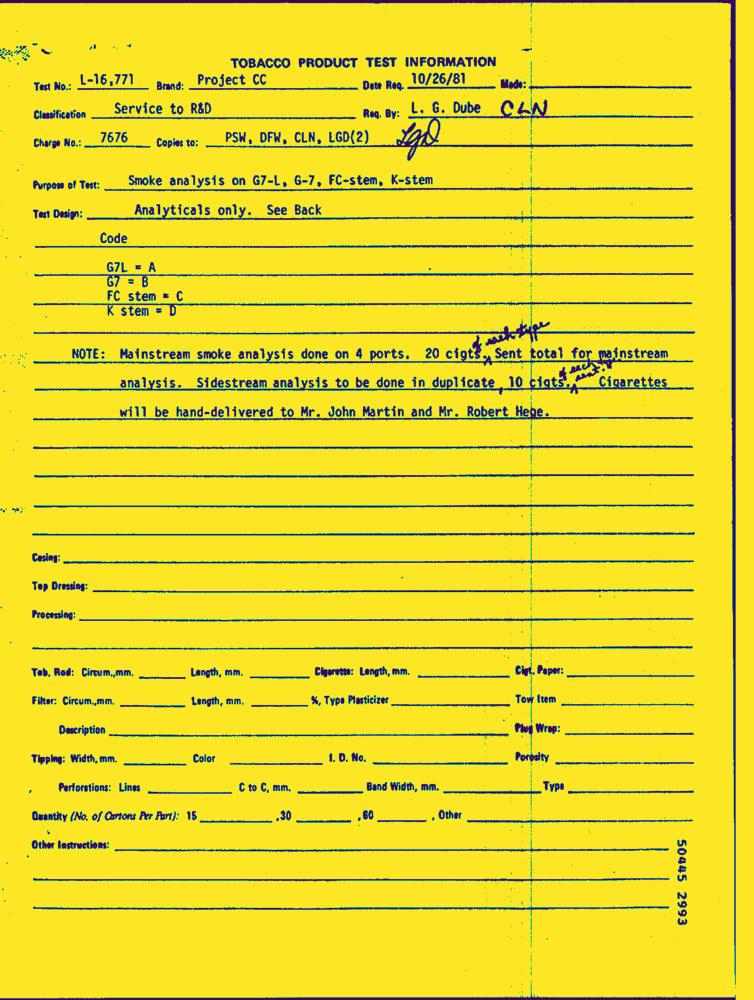 TOBACCO PRODUCT TEST INFORMATION
Test No.: L-16,771 Brand: Project CC Date Req. 10/26/81 Made:
Classification Service to R&D Req. By: L. G. Dube CLN
Charge No.: 7676 Copies to: PSW, DFW, CLN, LGD(2) LgD
Purpose of Test: Smoke analysis on G7-L, G-7, FC-stem, K-stem
Test Design: Analyticals only. See Back
Code
G7L = A
G7 = B
FC stem = C
K stem = D
of each type
NOTE: Mainstream smoke analysis done on 4 ports. 20 cigts. Sent total for mainstream
of each type sent.
analysis. Sidestream analysis to be done in duplicate, 10 cigts. Cigarettes
will be hand-delivered to Mr. John Martin and Mr. Robert Hege.
Casing:
Top Dressing:
Processing:
Tob. Rod: Circum.,mm. Length, mm. Cigarette: Length, mm. Cigt. Paper:
Filter: Circum.,mm. Length, mm. %, Type Plasticizer Tow Item
Description Plug Wrap:
Tipping: Width, mm. Color I. D. No. Porosity
Perforations: Lines C to C, mm. Band Width, mm. Type
Quantity (No. of Cartons Per Part): 15 ,30 ,60 , Other
Other Instructions:
50445 2993